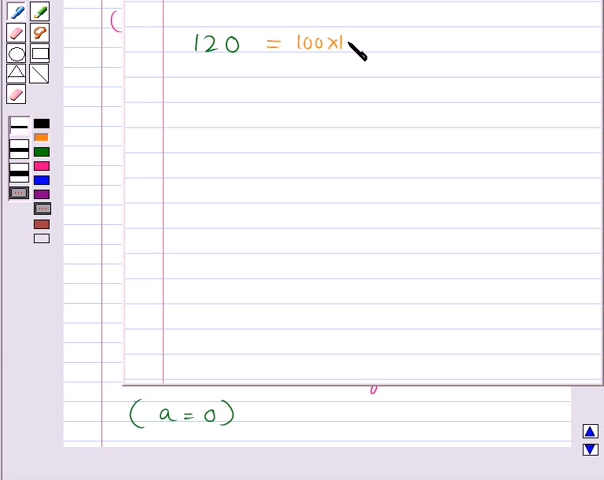 (
120 = 100×1
( a = 0 )